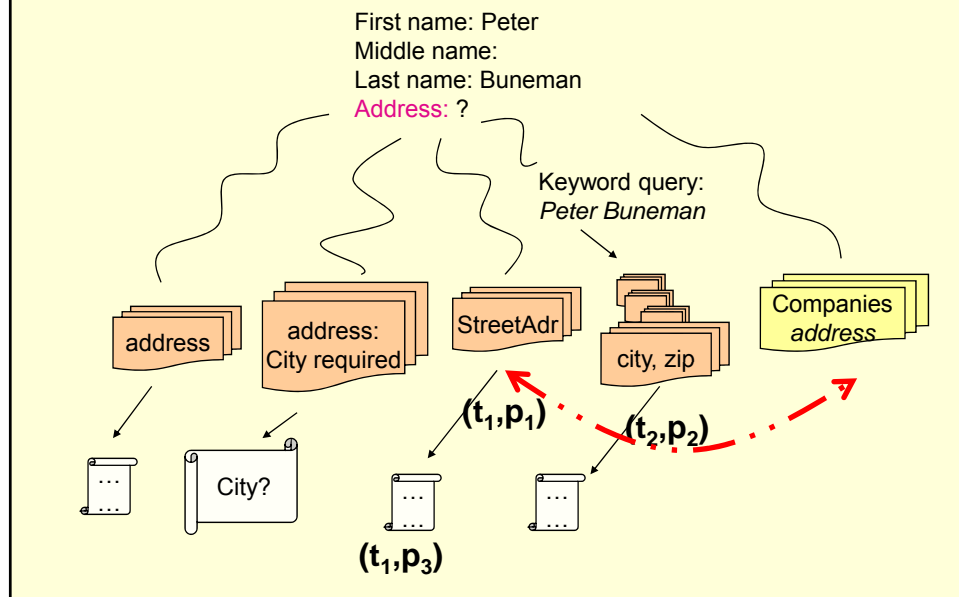 First name: Peter
Middle name:
Last name: Buneman
Address: ?
Keyword query:
Peter Buneman
address
address:
City required
StreetAdr
city, zip
Companies
address
(t₁,p₁)
(t₂,p₂)
...
...
City?
...
...
...
...
(t₁,p₃)